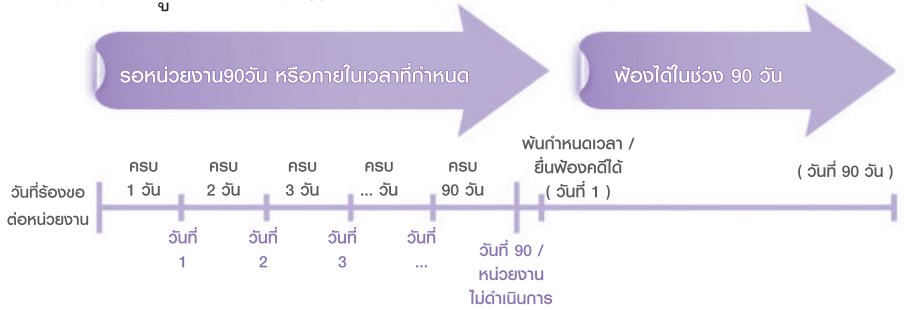 รอหน่วยงาน90วัน หรือภายในเวลาที่กำหนด
ฟ้องได้ในช่วง 90 วัน
พ้นกำหนดเวลา /
ยื่นฟ้องคดีได้
( วันที่ 1 )
( วันที่ 90 วัน )
วันที่ร้องขอ
ต่อหน่วยงาน
ครบ
1 วัน
ครบ
2 วัน
ครบ
3 วัน
ครบ
... วัน
ครบ
90 วัน
วันที่
1
วันที่
2
วันที่
3
วันที่
...
วันที่ 90 /
หน่วยงาน
ไม่ดำเนินการ